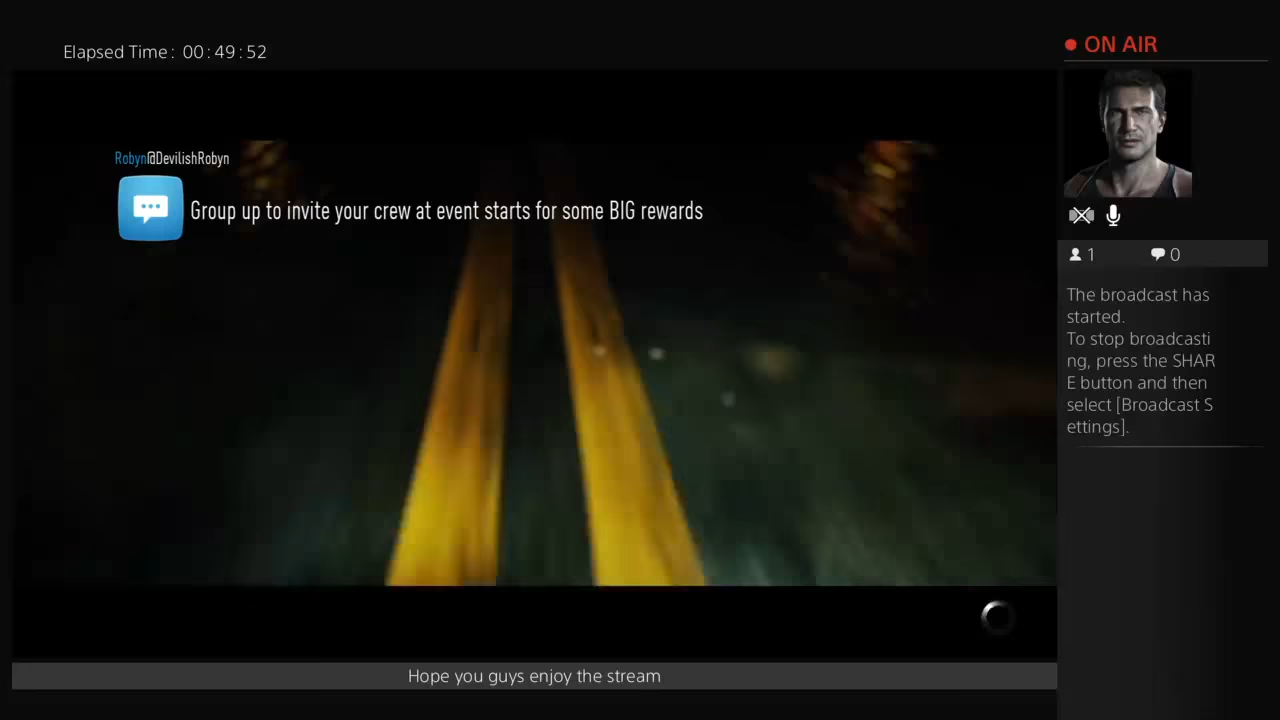 Elapsed Time: 00:49:52
ON AIR
Robyn@DevilishRobyn
Group up to invite your crew at event starts for some BIG rewards
1 0
The broadcast has
started.
To stop broadcasti
ng, press the SHAR
E button and then
select [Broadcast S
ettings].
Hope you guys enjoy the stream